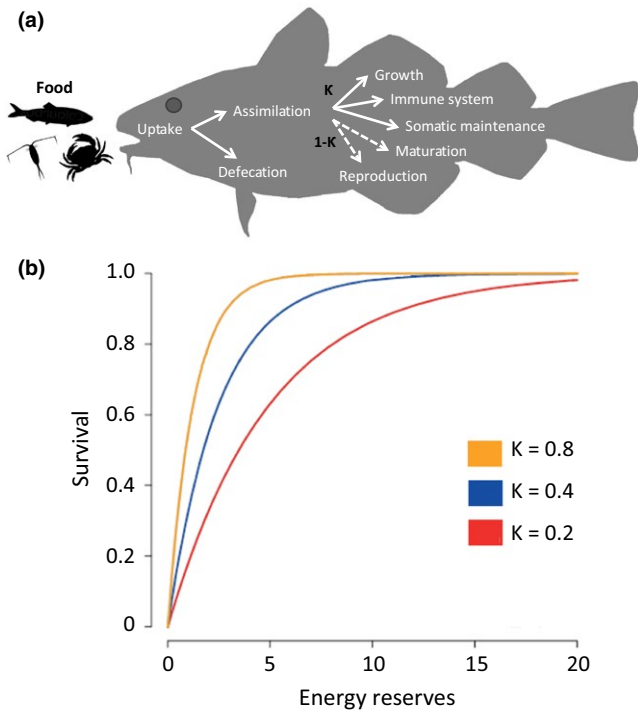 (a)
Food
Uptake
Assimilation
Defecation
K
1-K
Growth
Immune system
Somatic maintenance
Maturation
Reproduction
(b)
Survival
1.0
0.8
0.6
0.4
0.2
0
K = 0.8
K = 0.4
K = 0.2
0 5 10 15 20
Energy reserves